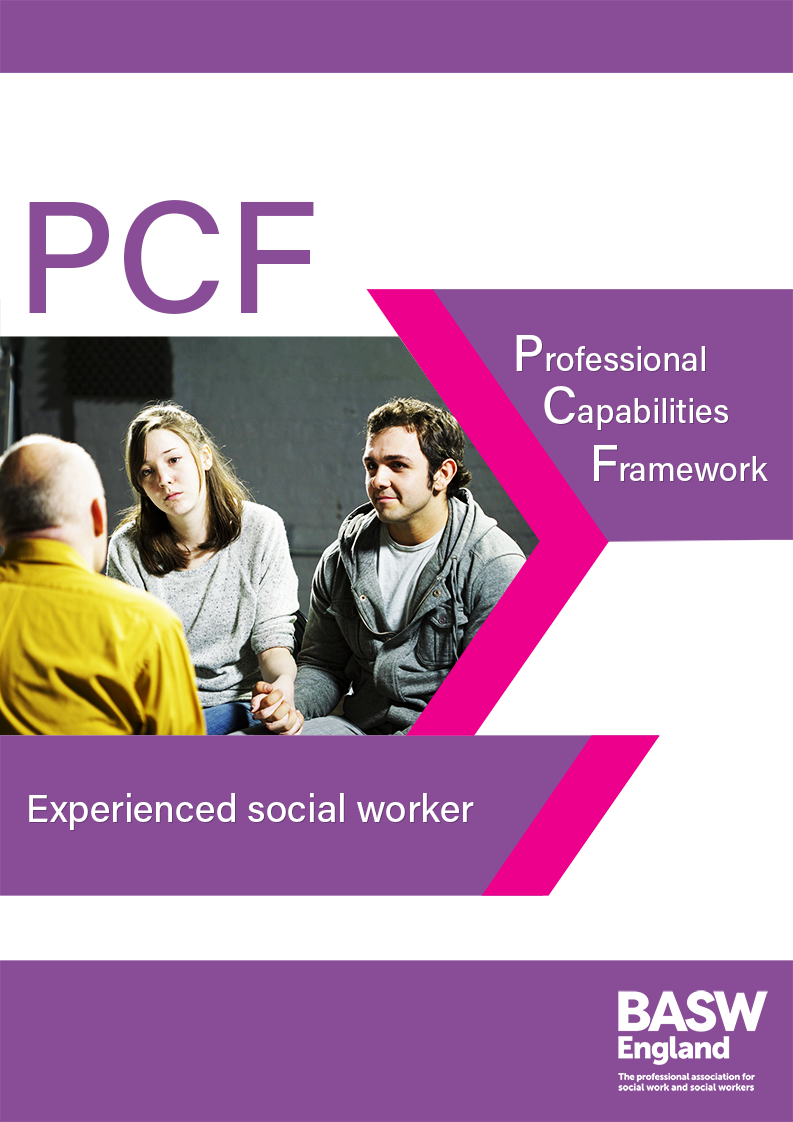 PCF
Professional
Capabilities
Framework
Experienced social worker
BASW
England
The professional association for
social work and social workers